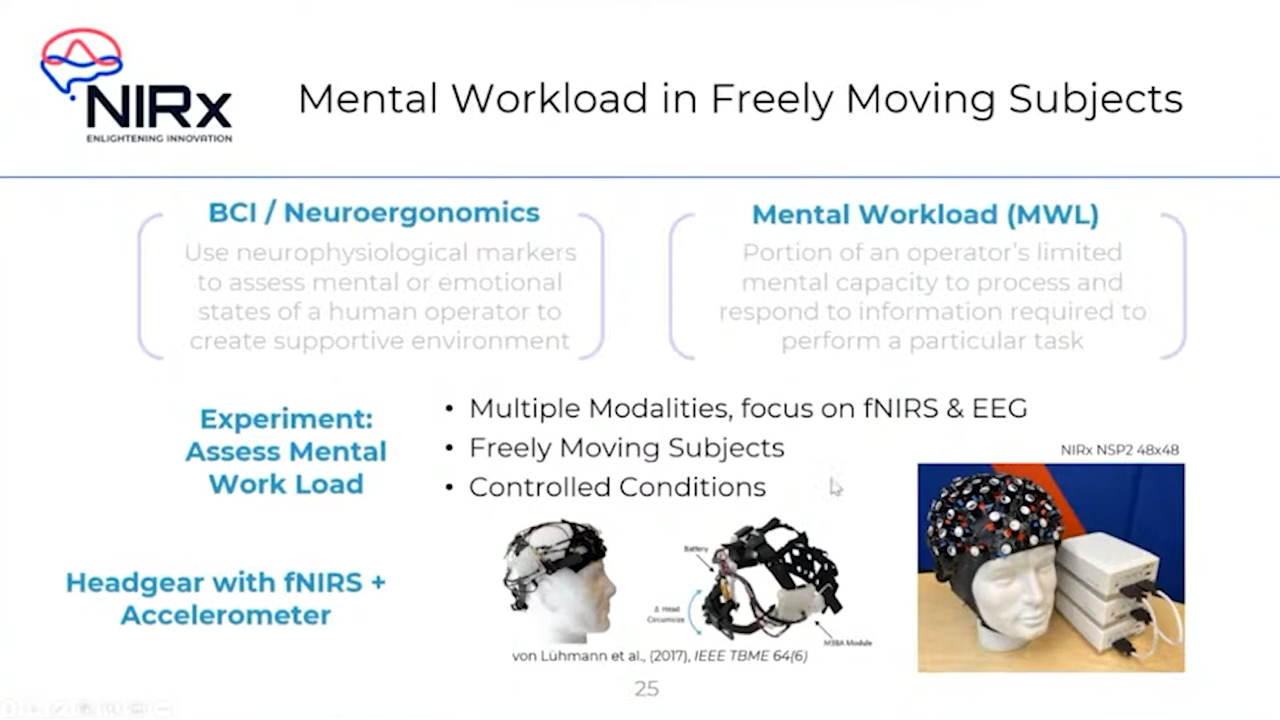 NIRx
ENLIGHTENING INNOVATION
Mental Workload in Freely Moving Subjects
BCI / Neuroergonomics
Use neurophysiological markers
to assess mental or emotional
states of a human operator to
create supportive environment
Mental Workload (MWL)
Portion of an operator's limited
mental capacity to process and
respond to information required to
perform a particular task
Experiment:
Assess Mental
Work Load
• Multiple Modalities, focus on fNIRS & EEG
• Freely Moving Subjects
• Controlled Conditions
NIRx NSP2 48x48
Headgear with fNIRS +
Accelerometer
Battery
Δ Head
Circumsize
M3BA Module
von Lühmann et al., (2017), IEEE TBME 64(6)
25